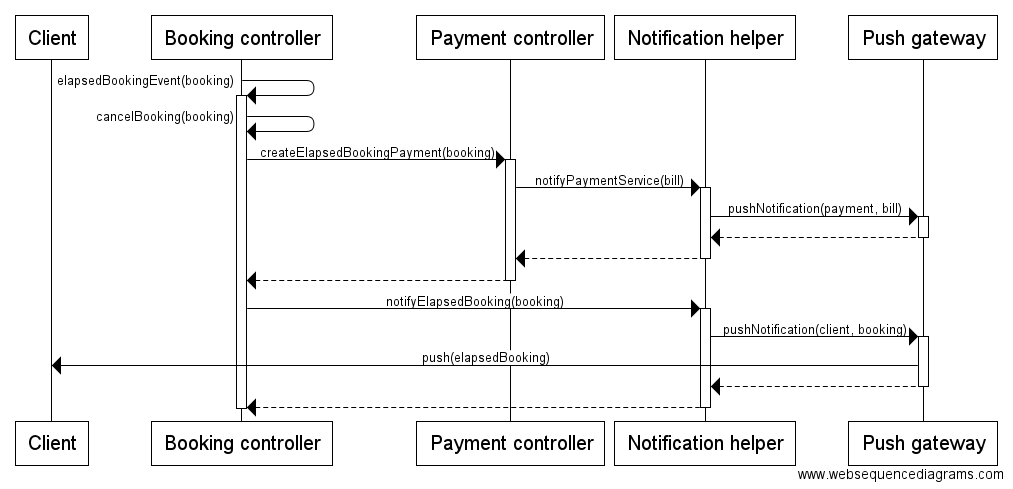 Client
Booking controller
Payment controller
Notification helper
Push gateway
elapsedBookingEvent(booking)
cancelBooking(booking)
createElapsedBookingPayment(booking)
notifyPaymentService(bill)
pushNotification(payment, bill)
notifyElapsedBooking(booking)
pushNotification(client, booking)
push(elapsedBooking)
Client
Booking controller
Payment controller
Notification helper
Push gateway
www.websequencediagrams.com